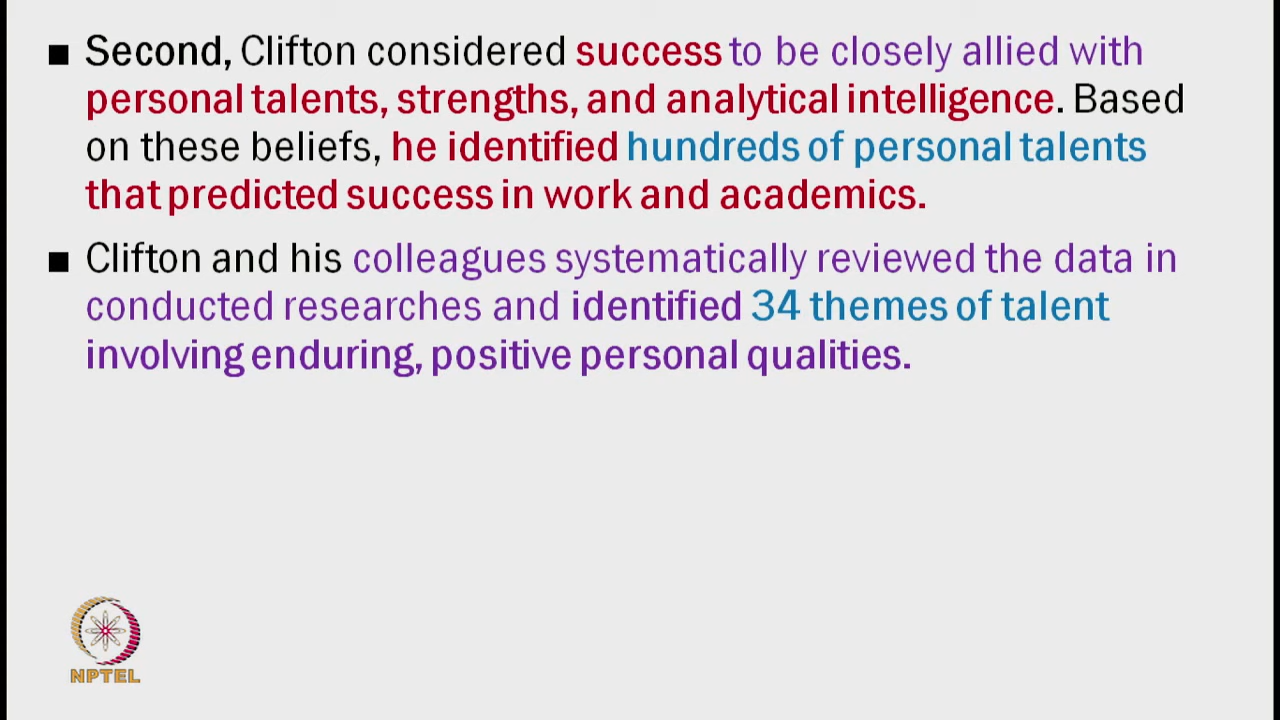 ■ Second, Clifton considered success to be closely allied with
personal talents, strengths, and analytical intelligence. Based
on these beliefs, he identified hundreds of personal talents
that predicted success in work and academics.
■ Clifton and his colleagues systematically reviewed the data in
conducted researches and identified 34 themes of talent
involving enduring, positive personal qualities.
NPTEL